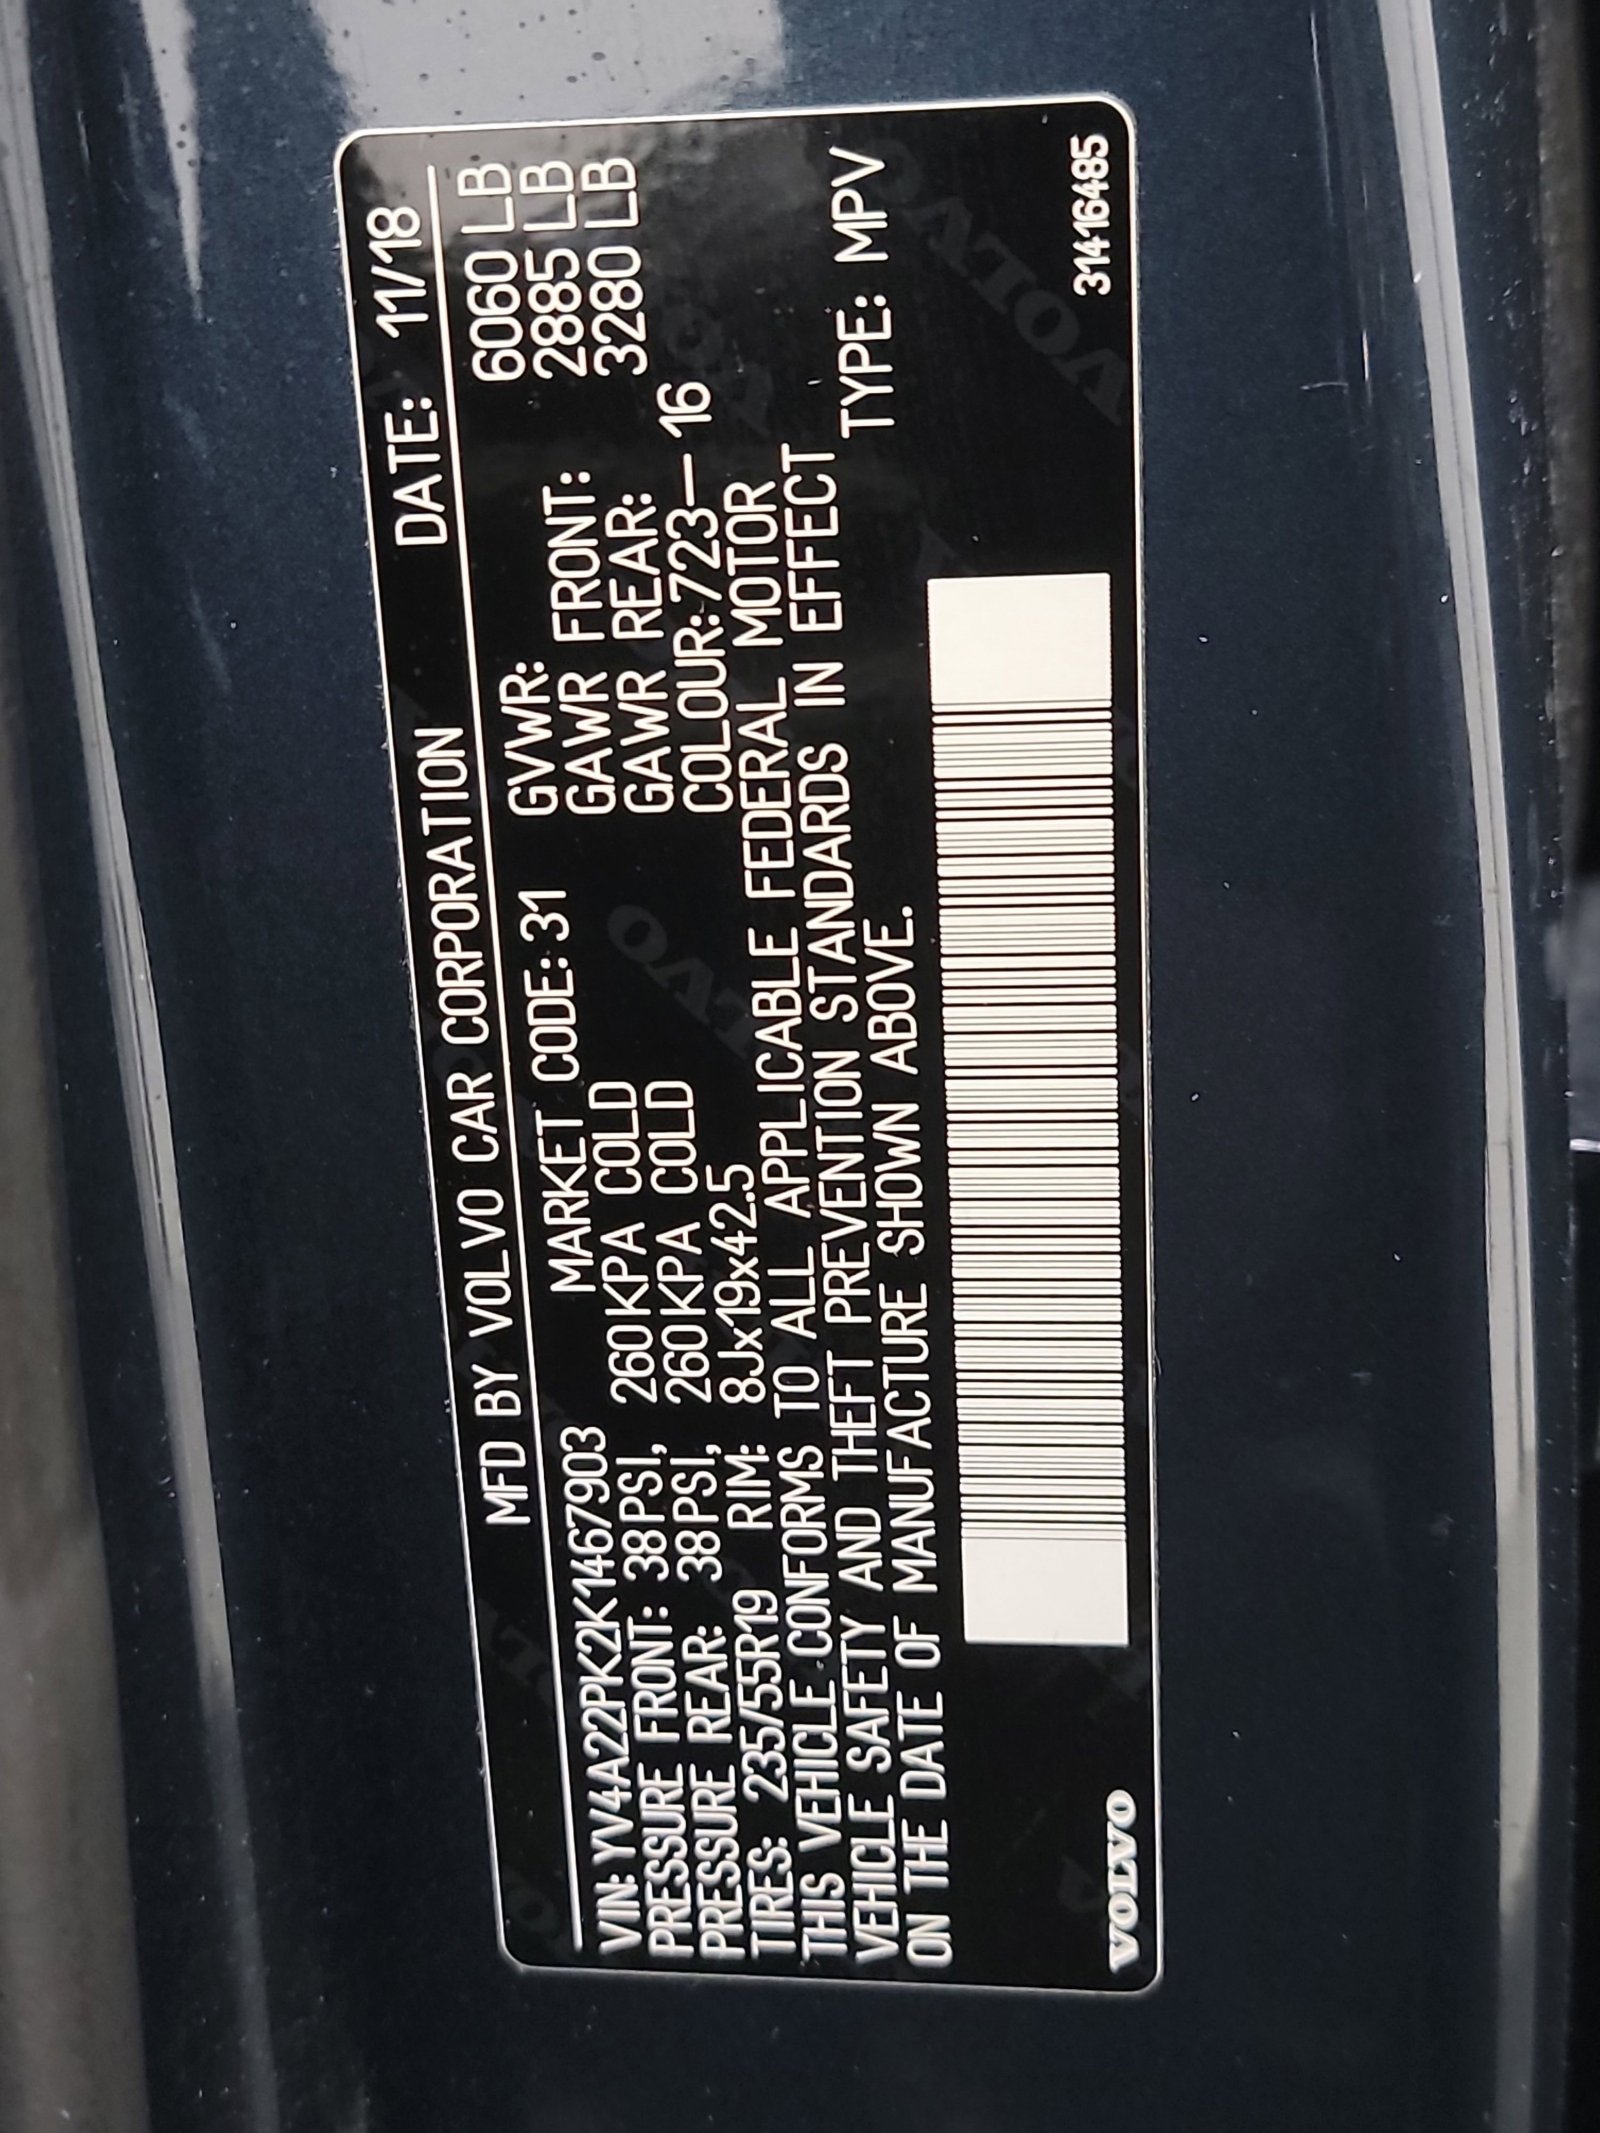 MFD BY VOLVO CAR CORPORATION DATE: 11/18
VIN: YV4A22PK2K1467903 MARKET CODE: 31 GVWR: 6060 LB
PRESSURE FRONT: 38PSI, 260KPA COLD GAWR FRONT: 2885 LB
PRESSURE REAR: 38PSI, 260KPA COLD GAWR REAR: 3280 LB
TIRES: 235/55R19 RIM: 8Jx19x42.5 COLOUR: 723-16
THIS VEHICLE CONFORMS TO ALL APPLICABLE FEDERAL MOTOR
VEHICLE SAFETY AND THEFT PREVENTION STANDARDS IN EFFECT
ON THE DATE OF MANUFACTURE SHOWN ABOVE. TYPE: MPV
VOLVO 31416485